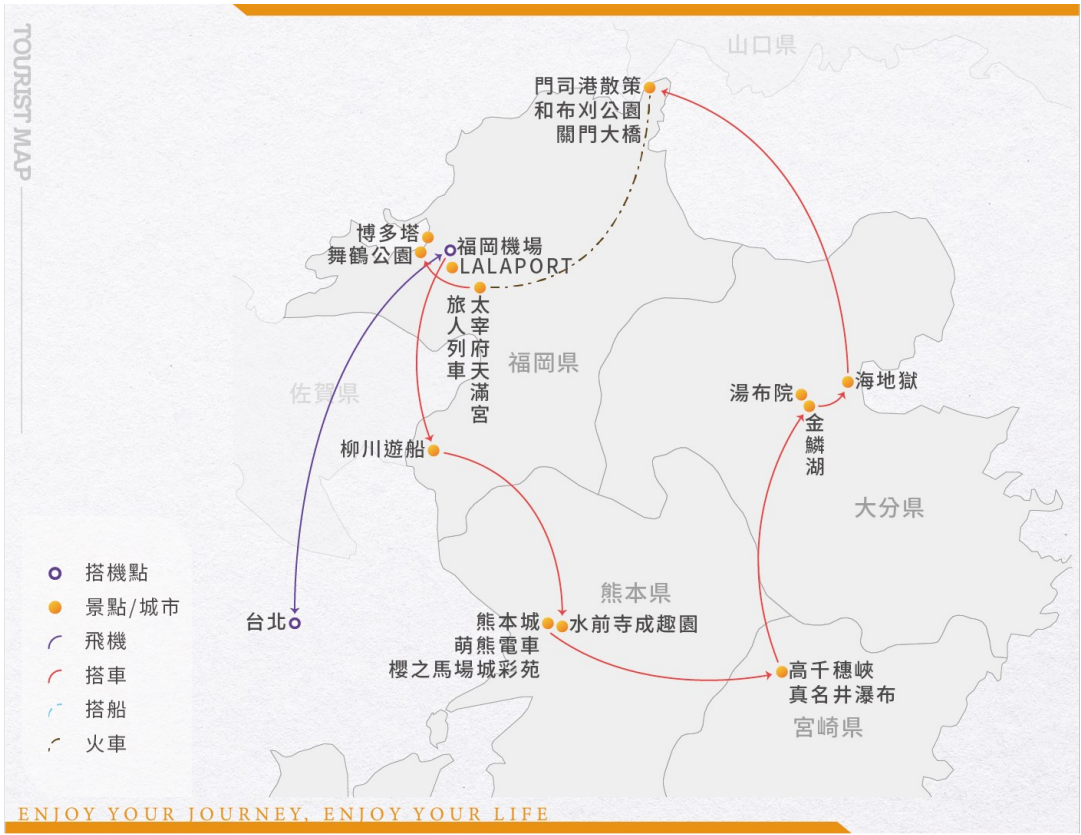 TOURIST MAP
山口県
門司港散策
和布刈公園
關門大橋
博多塔
舞鶴公園
福岡機場
LALAPORT
太宰府天滿宮
旅人列車
福岡県
佐賀県
湯布院
海地獄
金鱗湖
柳川遊船
大分県
熊本県
台北
熊本城
萌熊電車
櫻之馬場城彩苑
水前寺成趣園
高千穗峽
真名井瀑布
宮崎県
搭機點
景點/城市
飛機
搭車
搭船
火車
ENJOY YOUR JOURNEY, ENJOY YOUR LIFE